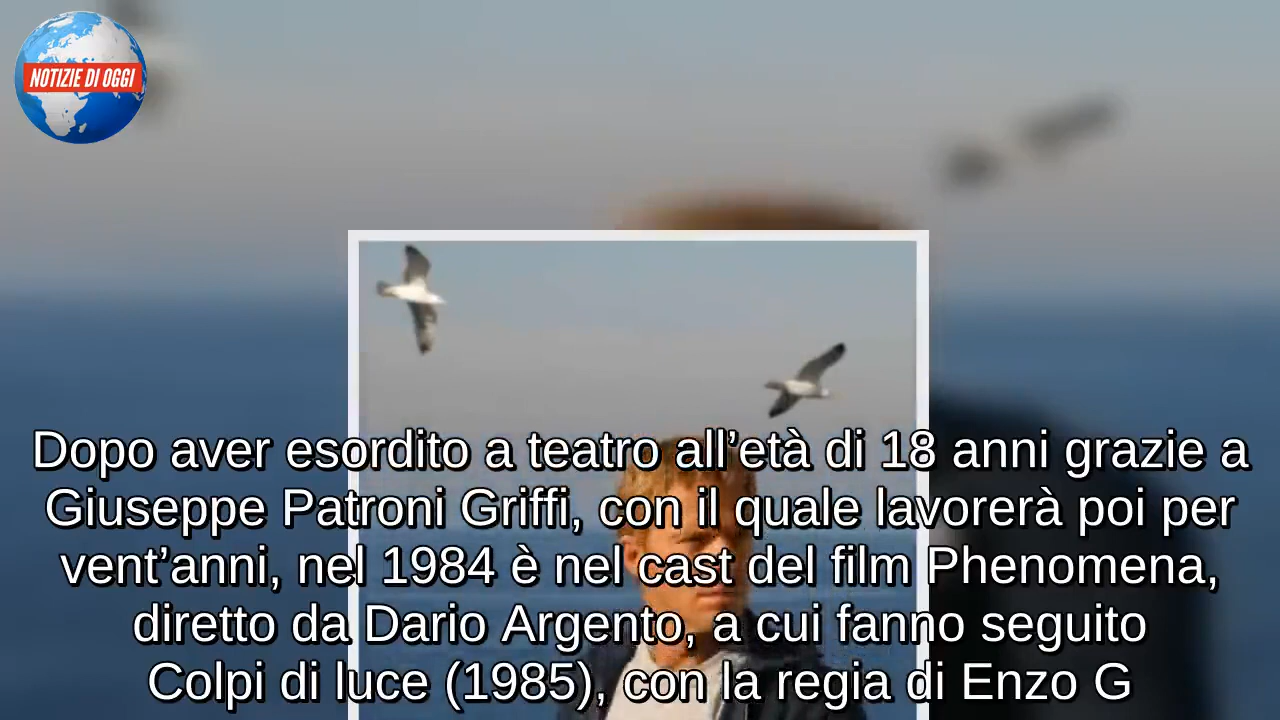 NOTIZIE DI OGGI
Dopo aver esordito a teatro all’età di 18 anni grazie a
Giuseppe Patroni Griffi, con il quale lavorerà poi per
vent’anni, nel 1984 è nel cast del film Phenomena,
diretto da Dario Argento, a cui fanno seguito
Colpi di luce (1985), con la regia di Enzo G